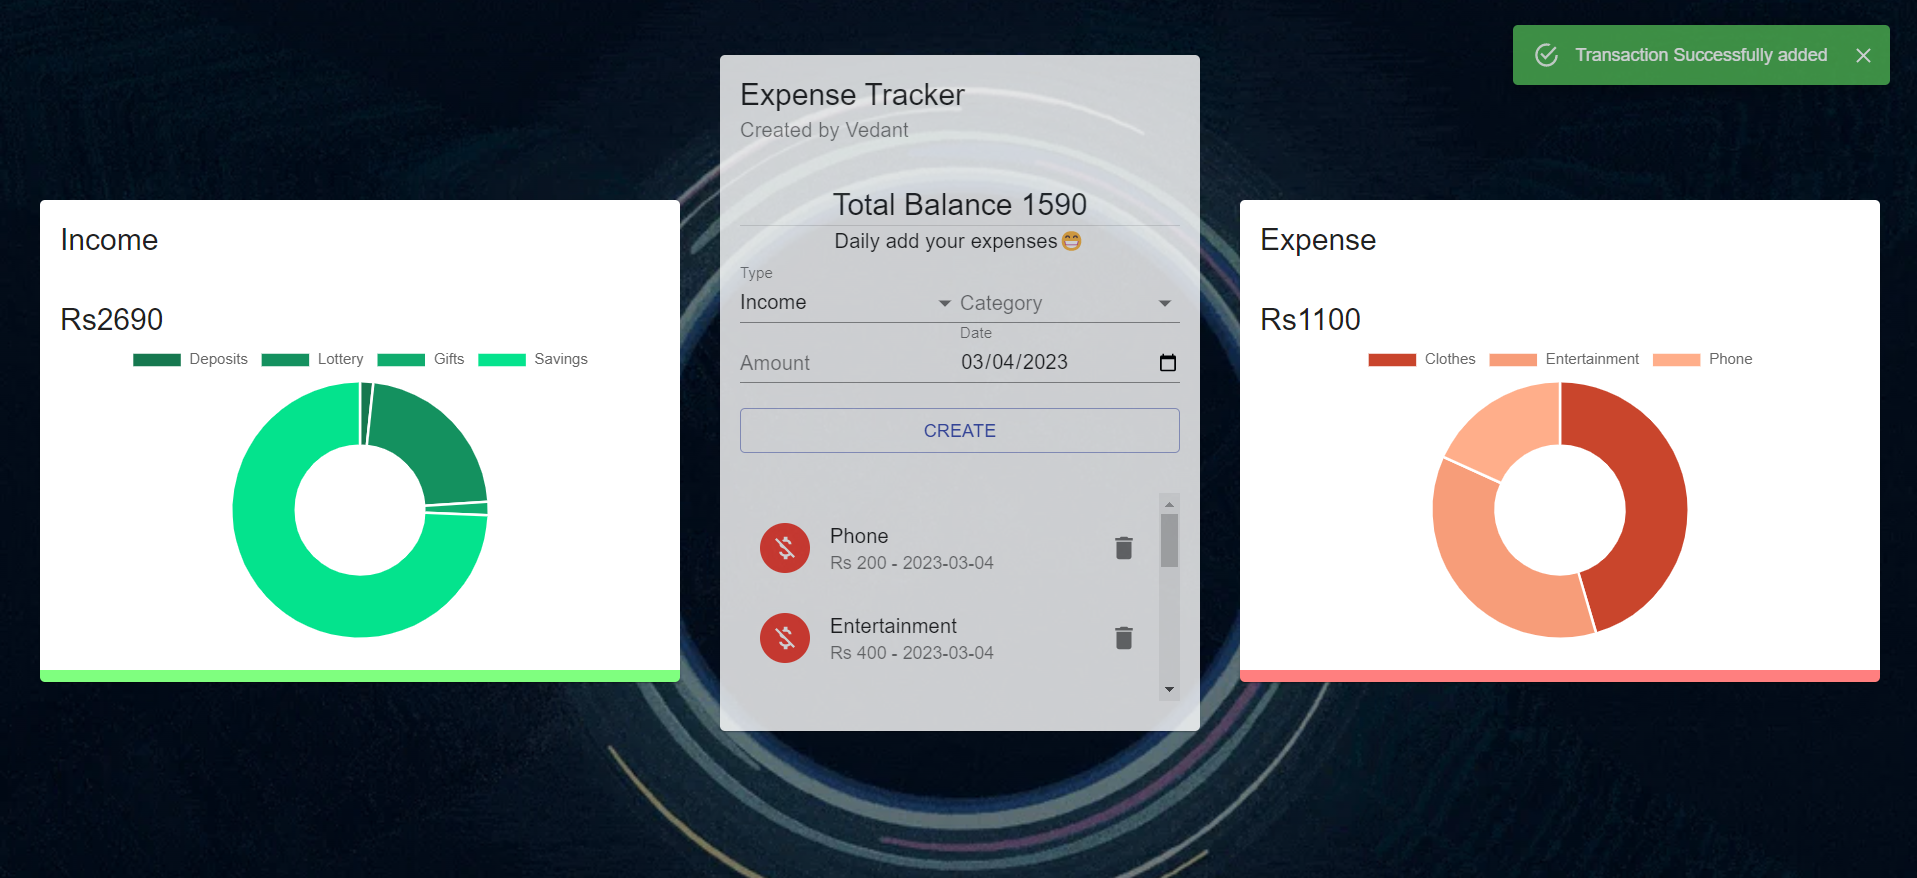 Transaction Successfully added
Expense Tracker
Created by Vedant
Total Balance 1590
Daily add your expenses😁
Type
Income
Category
Amount
Date
03/04/2023
CREATE
Phone
Rs 200 - 2023-03-04
Entertainment
Rs 400 - 2023-03-04
Income
Rs2690
Deposits Lottery Gifts Savings
Expense
Rs1100
Clothes Entertainment Phone